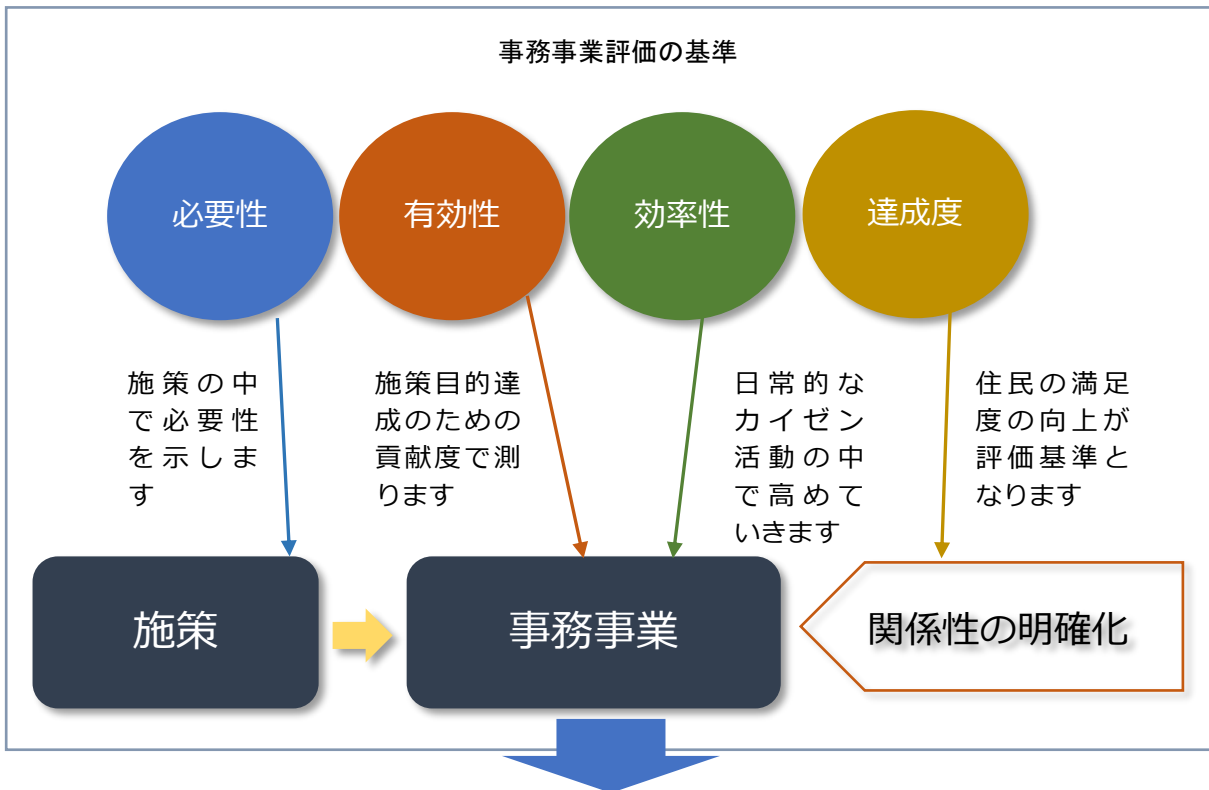 事務事業評価の基準
必要性
有効性
効率性
達成度
施策の中
で必要性
を示しま
す
施策目的達
成のための
貢献度で測
ります
日常的な
カイゼン
活動の中
で高めて
いきます
住民の満足
度の向上が
評価基準と
なります
施策
事務事業
関係性の明確化